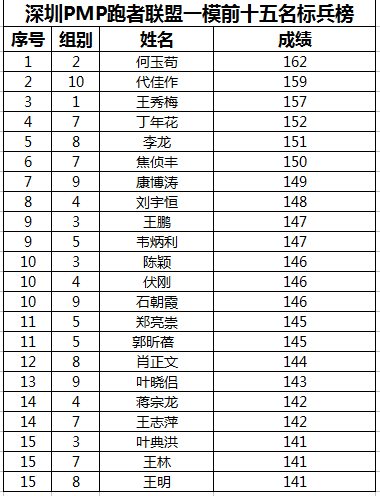 深圳PMP跑者联盟一模前十五名标兵榜
序号 组别 姓名 成绩
1 2 何玉荀 162
2 10 代佳作 159
3 1 王秀梅 157
4 7 丁年花 152
5 8 李龙 151
6 7 焦侦丰 150
7 9 康博涛 149
8 4 刘宇恒 148
9 3 王鹏 147
9 5 韦炳利 147
10 3 陈颖 146
10 4 伏刚 146
10 9 石朝霞 146
11 5 郑亮崇 145
11 5 郭昕蓓 145
12 8 肖正文 144
13 9 叶晓侣 143
14 4 蒋宗龙 142
14 7 王志萍 142
15 3 叶典洪 141
15 7 王林 141
15 8 王明 141